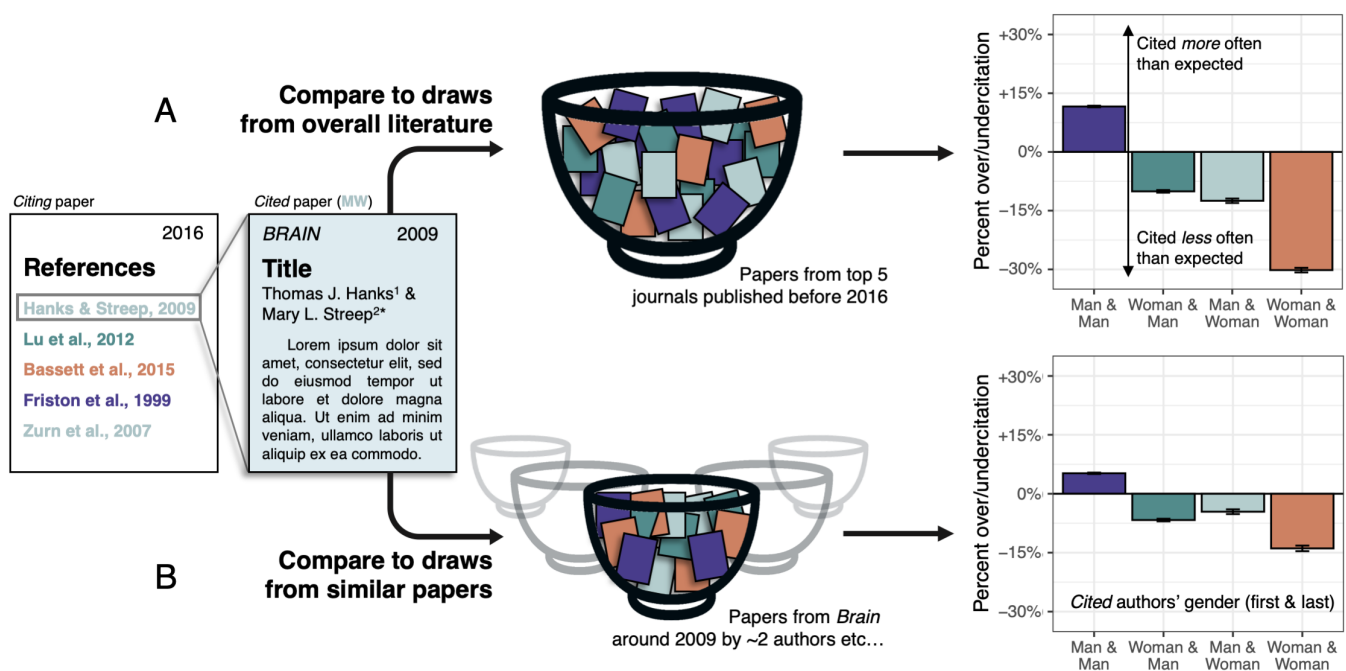 A
Compare to draws
from overall literature
Citing paper
2016
References
Hanks & Streep, 2009
Lu et al., 2012
Bassett et al., 2015
Friston et al., 1999
Zurn et al., 2007
Cited paper (MW)
BRAIN 2009
Title
Thomas J. Hanks¹ &
Mary L. Streep²*
Lorem ipsum dolor sit
amet, consectetur elit, sed
do eiusmod tempor ut
labore et dolore magna
aliqua. Ut enim ad minim
veniam, ullamco laboris ut
aliquip ex ea commodo.
Papers from top 5
journals published before 2016
Percent over/undercitation
+30%
+15%
0%
−15%
−30%
Cited more often
than expected
Cited less often
than expected
Man &
Man
Woman &
Man
Man &
Woman
Woman &
Woman
B
Compare to draws
from similar papers
Papers from Brain
around 2009 by ~2 authors etc…
Percent over/undercitation
+30%
+15%
0%
−15%
−30%
Cited authors' gender (first & last)
Man &
Man
Woman &
Man
Man &
Woman
Woman &
Woman